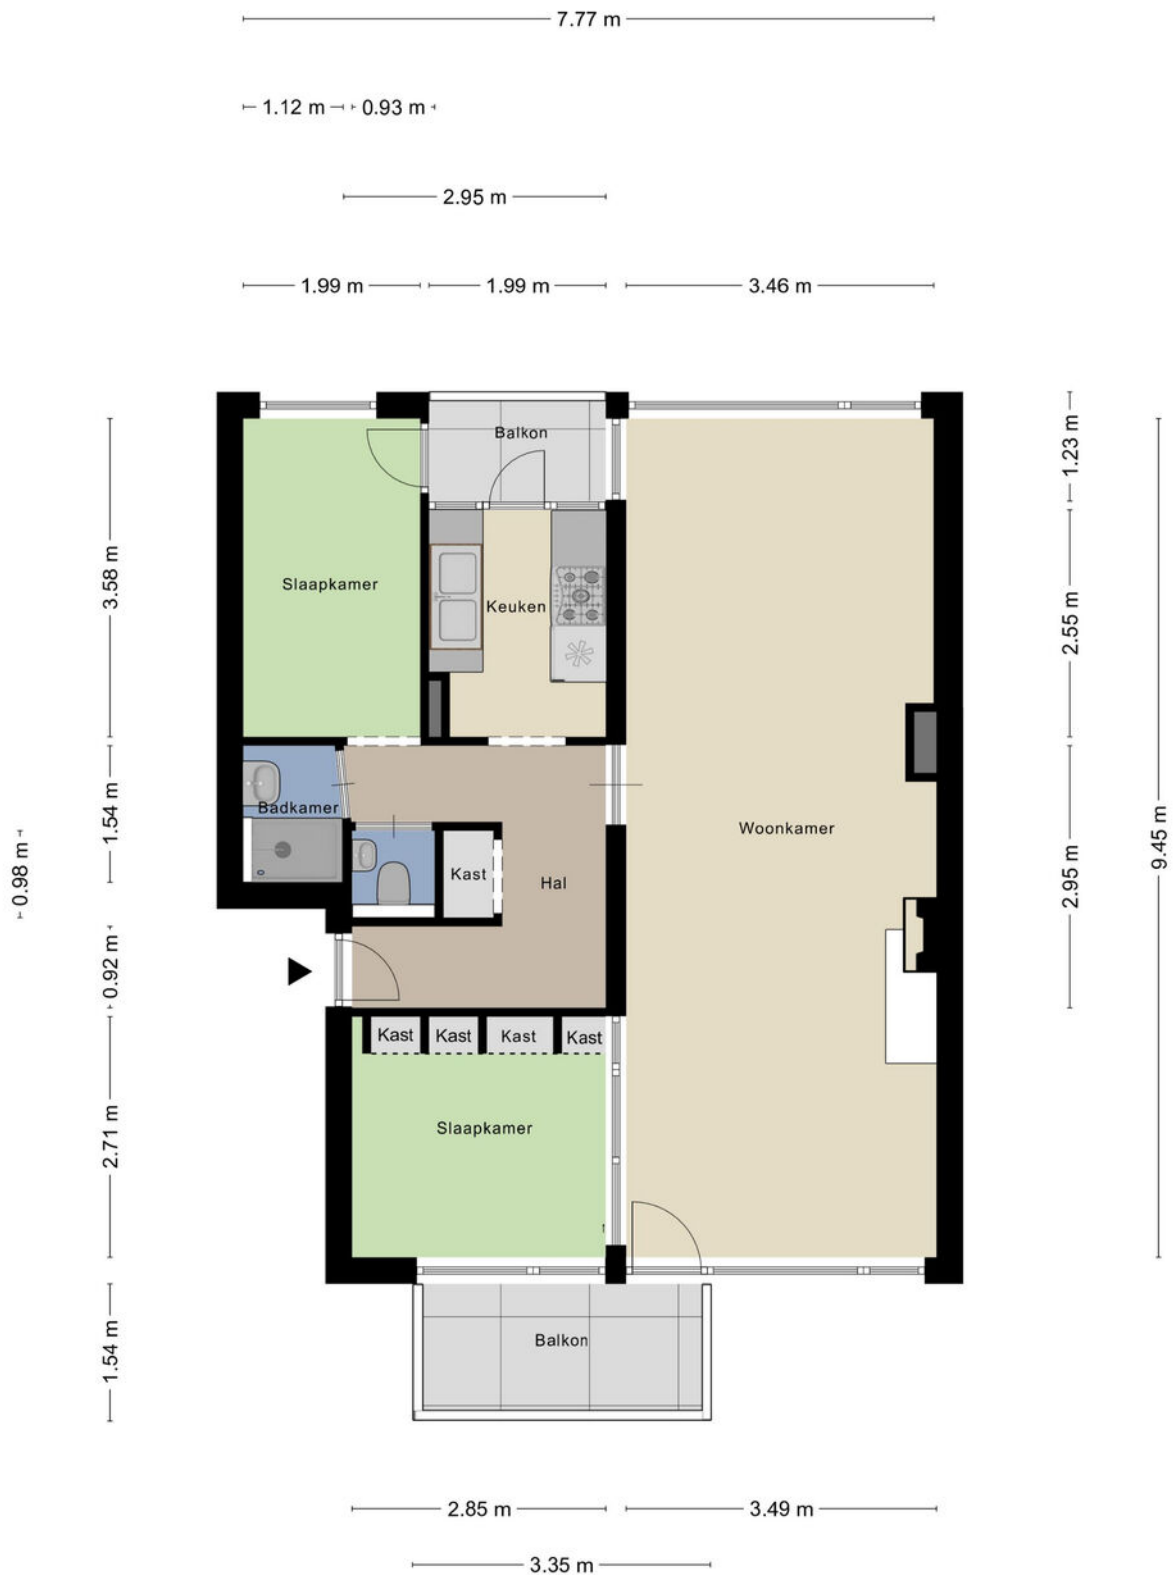 7.77 m
1.12 m
0.93 m
2.95 m
1.99 m
1.99 m
3.46 m
Balkon
1.23 m
3.58 m
Slaapkamer
Keuken
2.55 m
Badkamer
1.54 m
Woonkamer
9.45 m
0.98 m
Kast
Hal
2.95 m
0.92 m
Kast
Kast
Kast
Kast
2.71 m
Slaapkamer
1.54 m
Balkon
2.85 m
3.49 m
3.35 m